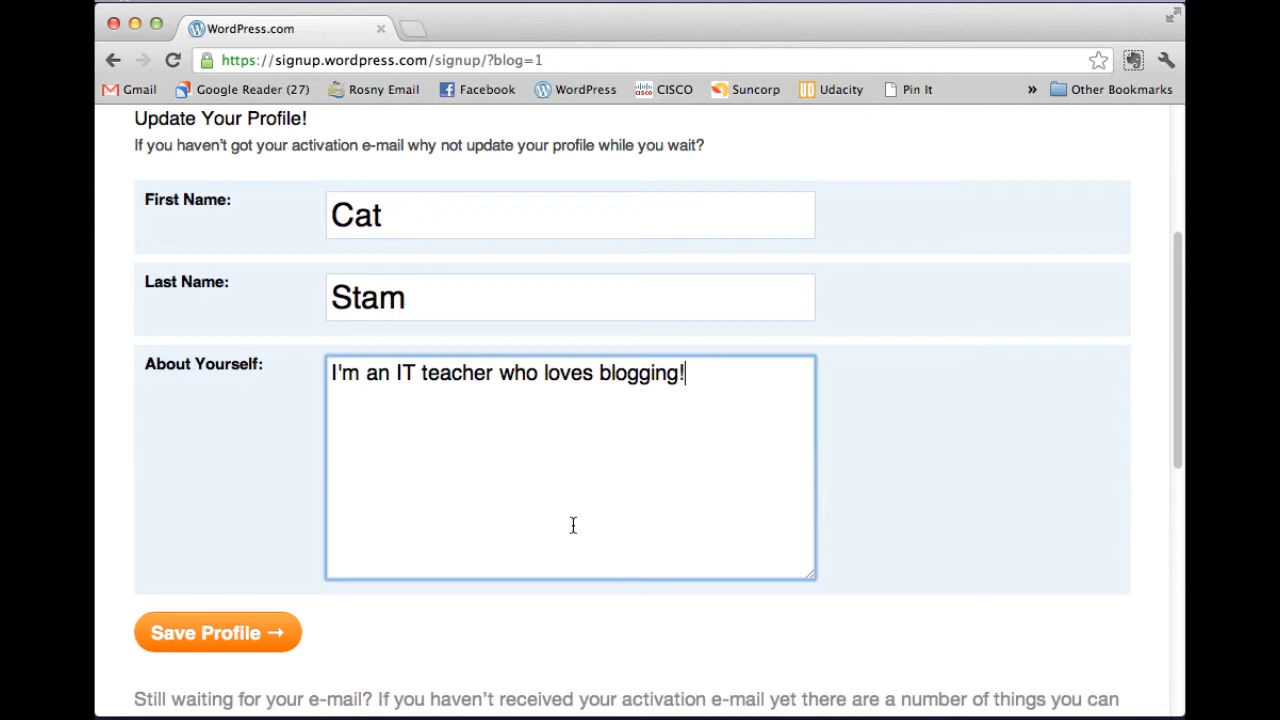 WordPress.com
https://signup.wordpress.com/signup/?blog=1
Gmail Google Reader (27) Rosny Email Facebook WordPress CISCO Suncorp Udacity Pin It » Other Bookmarks
Update Your Profile!
If you haven't got your activation e-mail why not update your profile while you wait?
First Name: Cat
Last Name: Stam
About Yourself: I'm an IT teacher who loves blogging!
Save Profile →
Still waiting for your e-mail? If you haven't received your activation e-mail yet there are a number of things you can